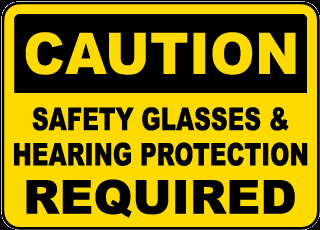 CAUTION
SAFETY GLASSES &
HEARING PROTECTION
REQUIRED